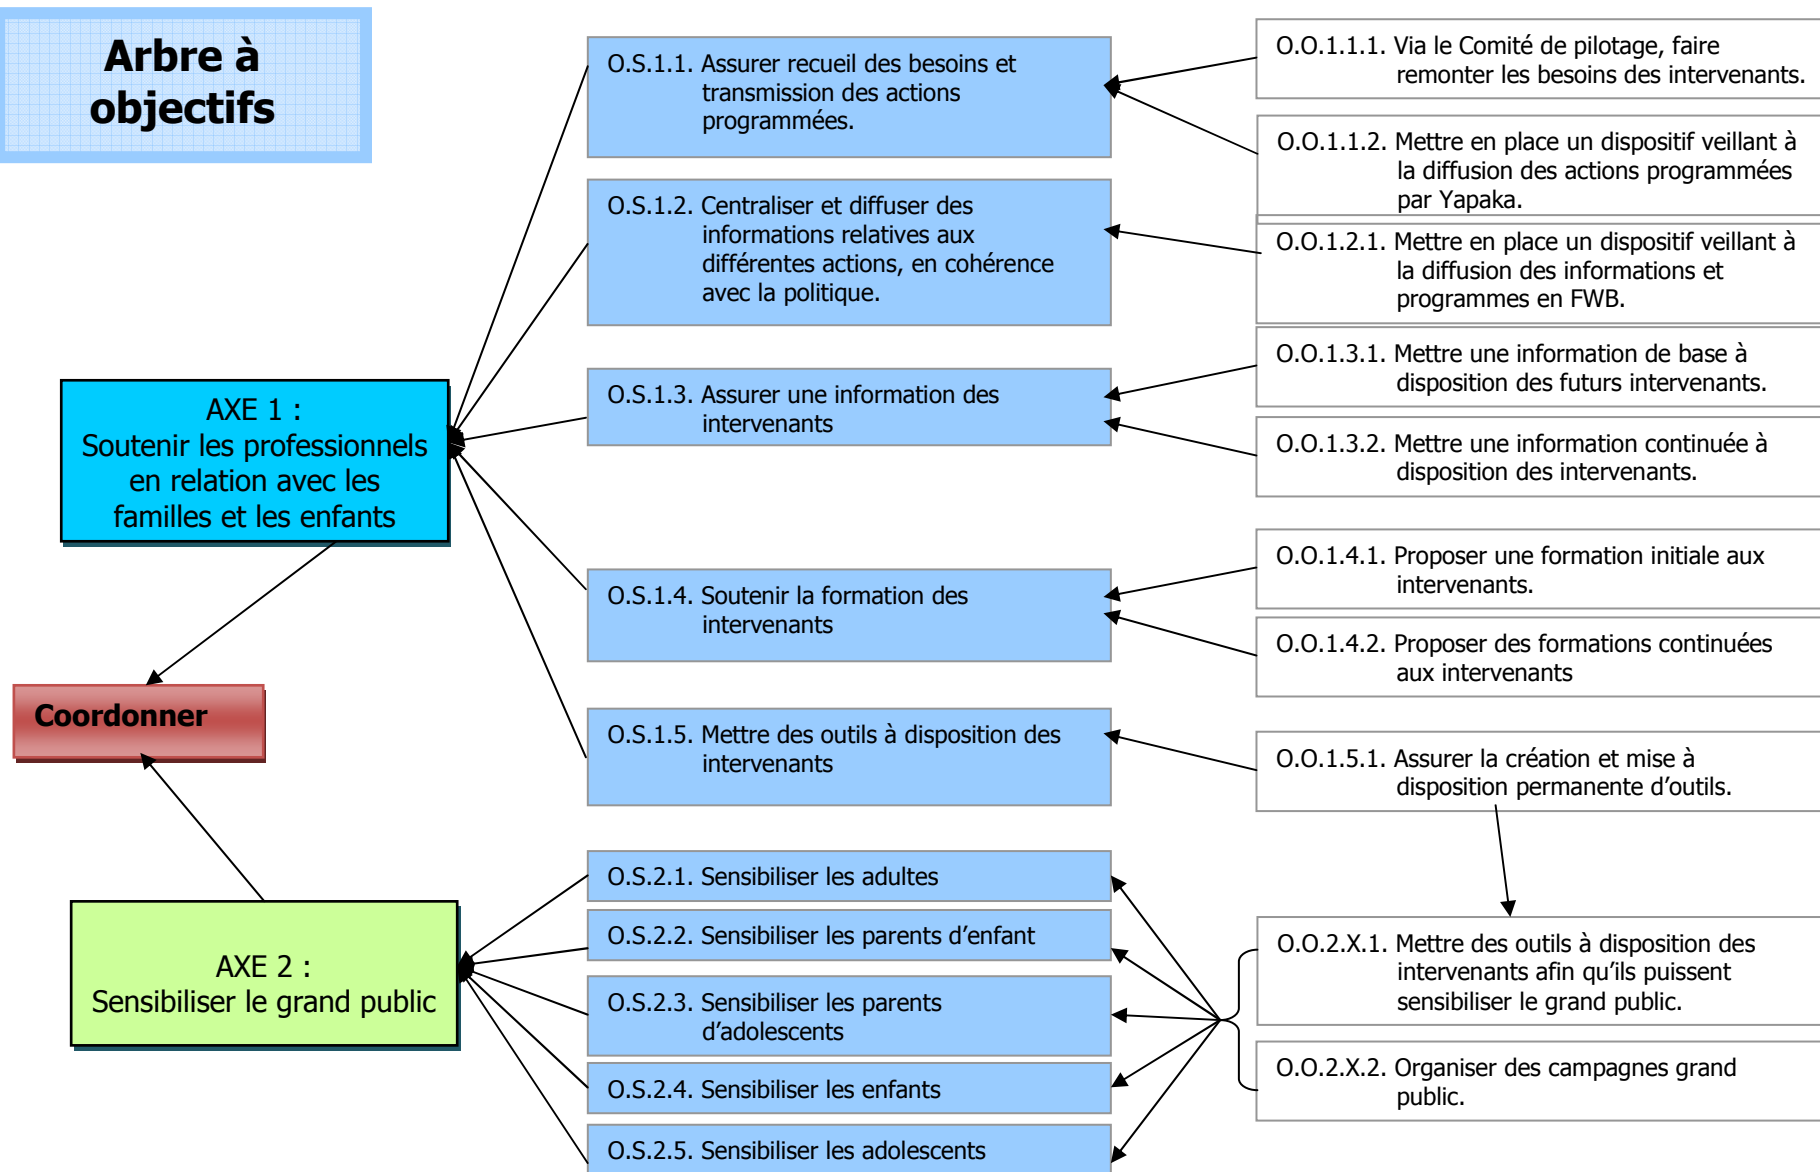 Arbre à
objectifs
AXE 1 :
Soutenir les professionnels
en relation avec les
familles et les enfants
Coordonner
AXE 2 :
Sensibiliser le grand public
O.S.1.1. Assurer recueil des besoins et
transmission des actions
programmées.
O.S.1.2. Centraliser et diffuser des
informations relatives aux
différentes actions, en cohérence
avec la politique.
O.S.1.3. Assurer une information des
intervenants
O.S.1.4. Soutenir la formation des
intervenants
O.S.1.5. Mettre des outils à disposition des
intervenants
O.S.2.1. Sensibiliser les adultes
O.S.2.2. Sensibiliser les parents d’enfant
O.S.2.3. Sensibiliser les parents
d’adolescents
O.S.2.4. Sensibiliser les enfants
O.S.2.5. Sensibiliser les adolescents
O.O.1.1.1. Via le Comité de pilotage, faire
remonter les besoins des intervenants.
O.O.1.1.2. Mettre en place un dispositif veillant à
la diffusion des actions programmées
par Yapaka.
O.O.1.2.1. Mettre en place un dispositif veillant à
la diffusion des informations et
programmes en FWB.
O.O.1.3.1. Mettre une information de base à
disposition des futurs intervenants.
O.O.1.3.2. Mettre une information continuée à
disposition des intervenants.
O.O.1.4.1. Proposer une formation initiale aux
intervenants.
O.O.1.4.2. Proposer des formations continuées
aux intervenants
O.O.1.5.1. Assurer la création et mise à
disposition permanente d’outils.
O.O.2.X.1. Mettre des outils à disposition des
intervenants afin qu’ils puissent
sensibiliser le grand public.
O.O.2.X.2. Organiser des campagnes grand
public.